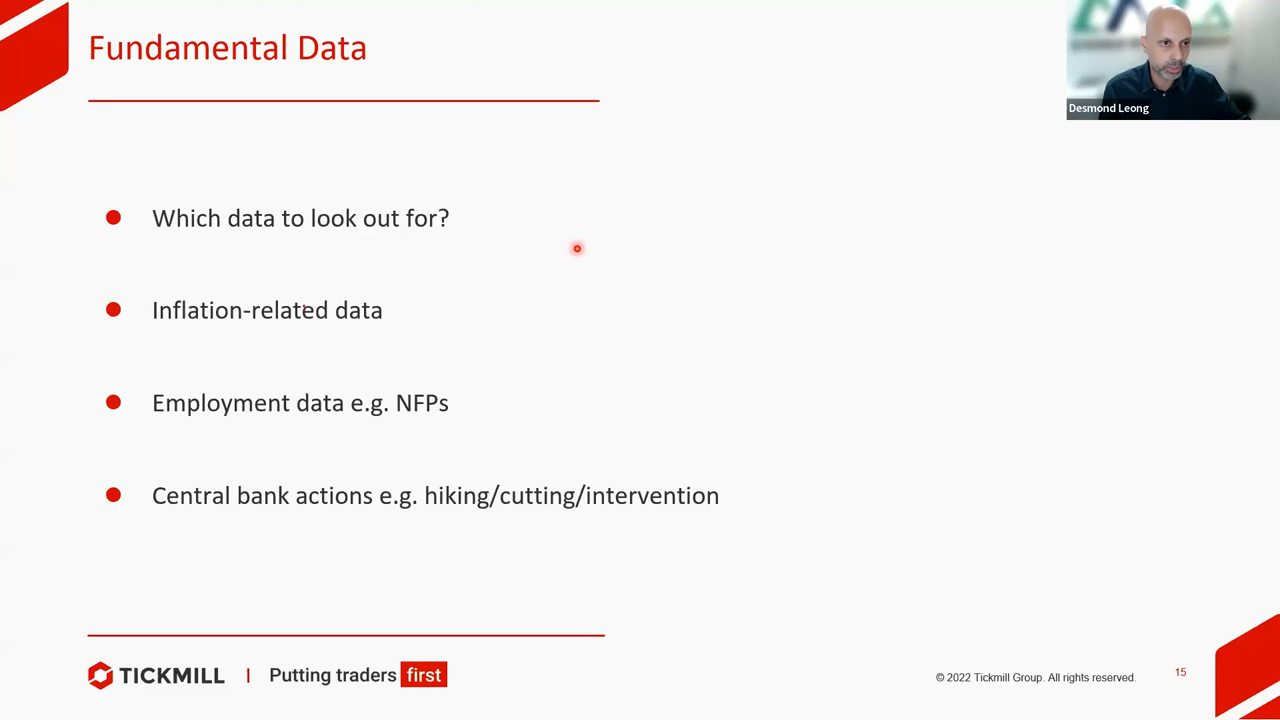 Fundamental Data
Desmond Leong
Which data to look out for?
Inflation-related data
Employment data e.g. NFPs
Central bank actions e.g. hiking/cutting/intervention
TICKMILL | Putting traders first
© 2022 Tickmill Group. All rights reserved.
15